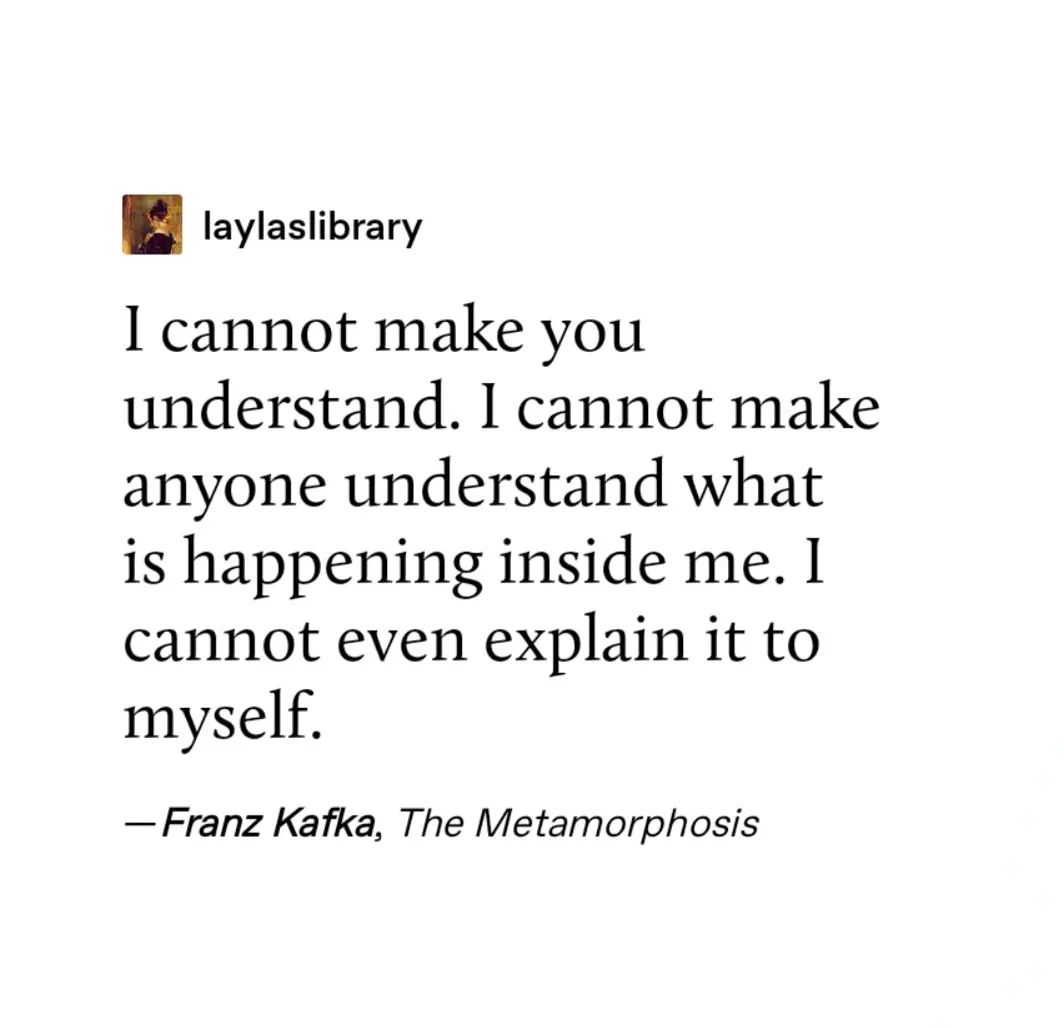 laylaslibrary
I cannot make you
understand. I cannot make
anyone understand what
is happening inside me. I
cannot even explain it to
myself.
—Franz Kafka, The Metamorphosis